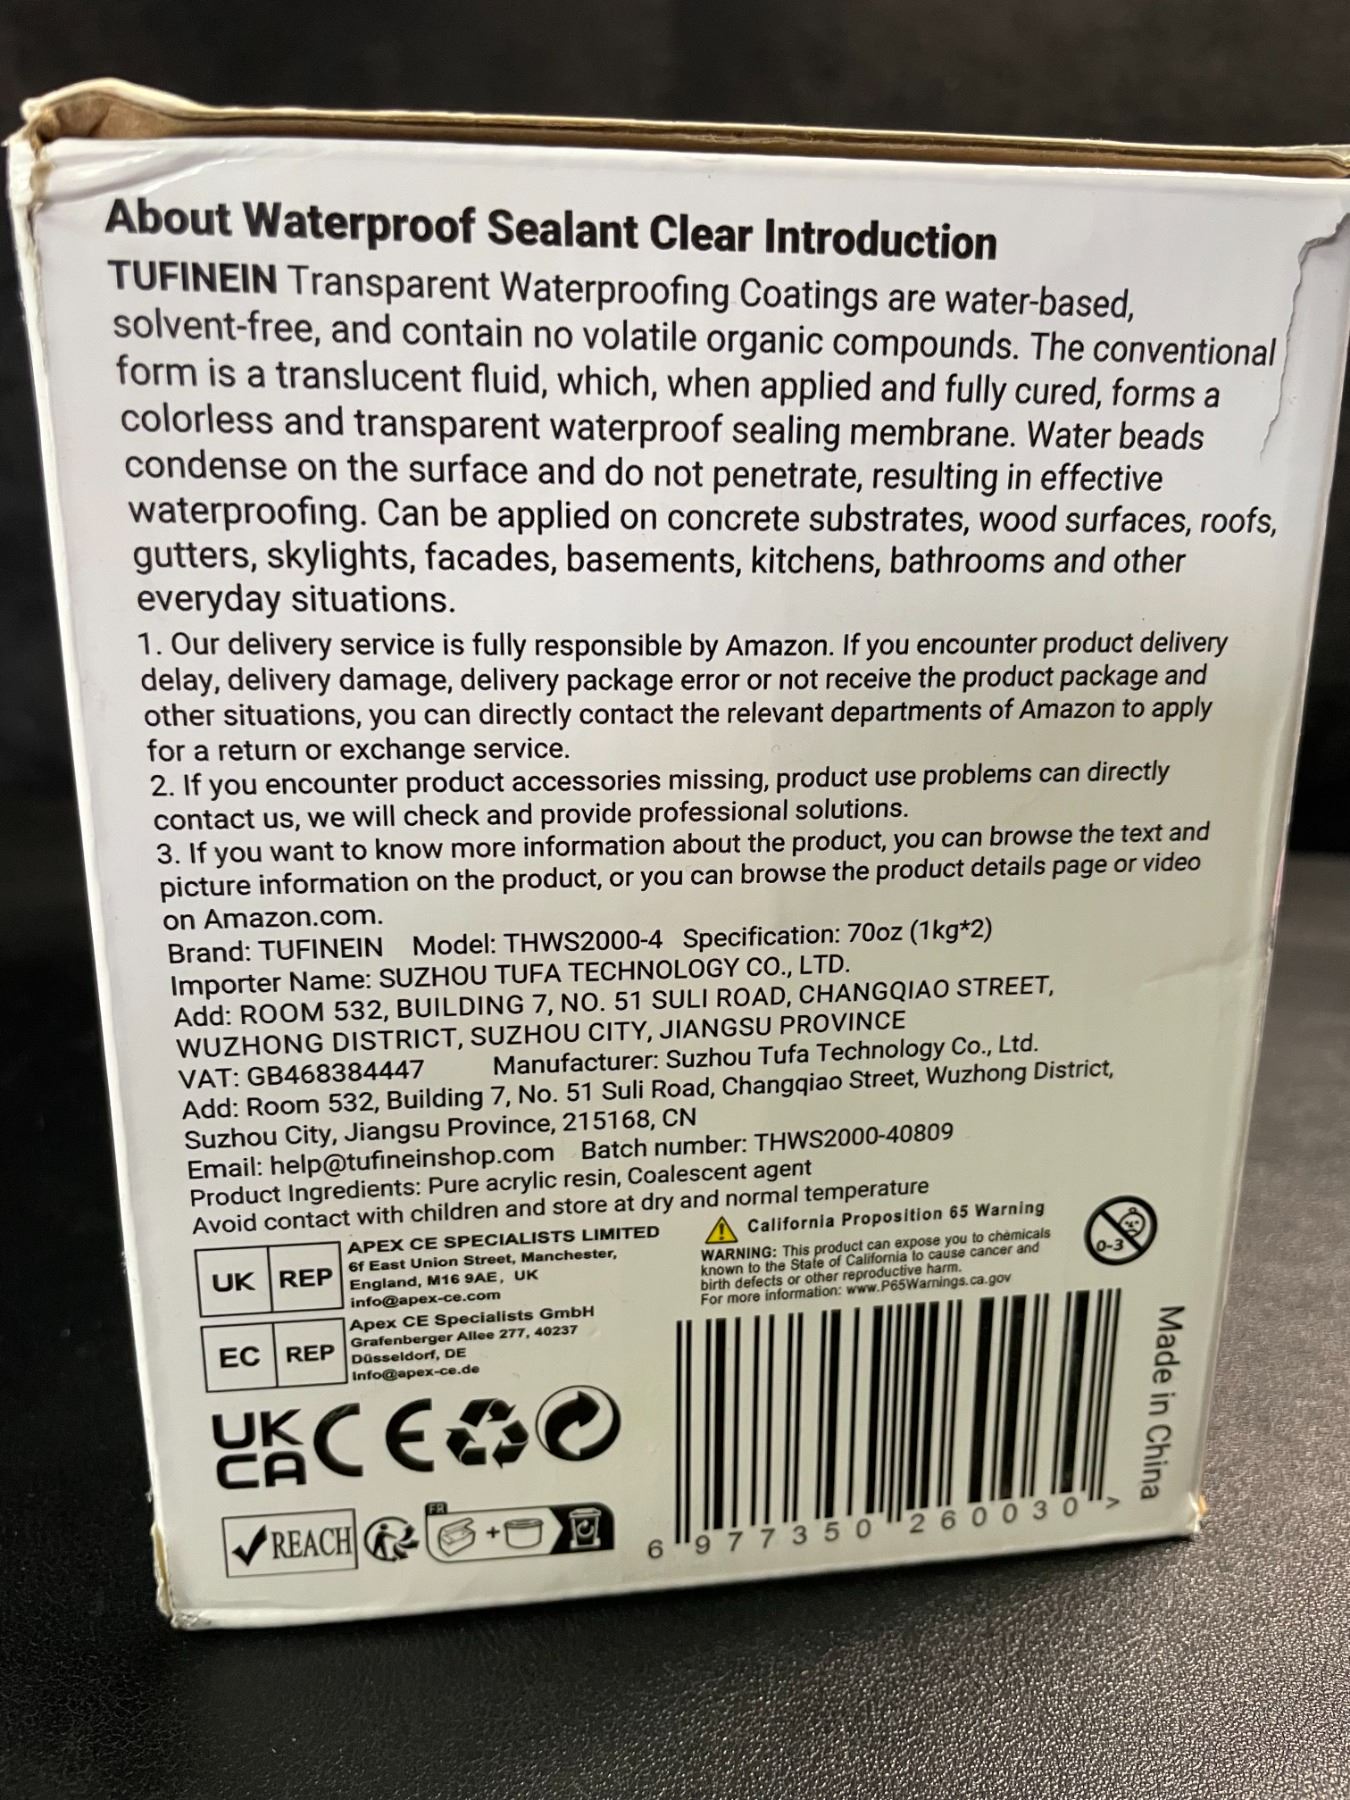 About Waterproof Sealant Clear Introduction
TUFINEIN Transparent Waterproofing Coatings are water-based,
solvent-free, and contain no volatile organic compounds. The conventional
form is a translucent fluid, which, when applied and fully cured, forms a
colorless and transparent waterproof sealing membrane. Water beads
condense on the surface and do not penetrate, resulting in effective
waterproofing. Can be applied on concrete substrates, wood surfaces, roofs,
gutters, skylights, facades, basements, kitchens, bathrooms and other
everyday situations.
1. Our delivery service is fully responsible by Amazon. If you encounter product delivery
delay, delivery damage, delivery package error or not receive the product package and
other situations, you can directly contact the relevant departments of Amazon to apply
for a return or exchange service.
2. If you encounter product accessories missing, product use problems can directly
contact us, we will check and provide professional solutions.
3. If you want to know more information about the product, you can browse the text and
picture information on the product, or you can browse the product details page or video
on Amazon.com.
Brand: TUFINEIN Model: THWS2000-4 Specification: 70oz (1kg*2)
Importer Name: SUZHOU TUFA TECHNOLOGY CO., LTD.
Add: ROOM 532, BUILDING 7, NO. 51 SULI ROAD, CHANGQIAO STREET,
WUZHONG DISTRICT, SUZHOU CITY, JIANGSU PROVINCE
VAT: GB468384447 Manufacturer: Suzhou Tufa Technology Co., Ltd.
Add: Room 532, Building 7, No. 51 Suli Road, Changqiao Street, Wuzhong District,
Suzhou City, Jiangsu Province, 215168, CN
Email: help@tufineinshop.com Batch number: THWS2000-40809
Product Ingredients: Pure acrylic resin, Coalescent agent
Avoid contact with children and store at dry and normal temperature
UK REP
APEX CE SPECIALISTS LIMITED
6f East Union Street, Manchester,
England, M16 9AE, UK
info@apex-ce.com
EC REP
Apex CE Specialists GmbH
Grafenberger Allee 277, 40237
Düsseldorf, DE
Info@apex-ce.de
California Proposition 65 Warning
WARNING: This product can expose you to chemicals
known to the State of California to cause cancer and
birth defects or other reproductive harm.
For more information: www.P65Warnings.ca.gov
0-3
UK
CA
CE
REACH
FR
+
6 977350 260030 >
Made in China